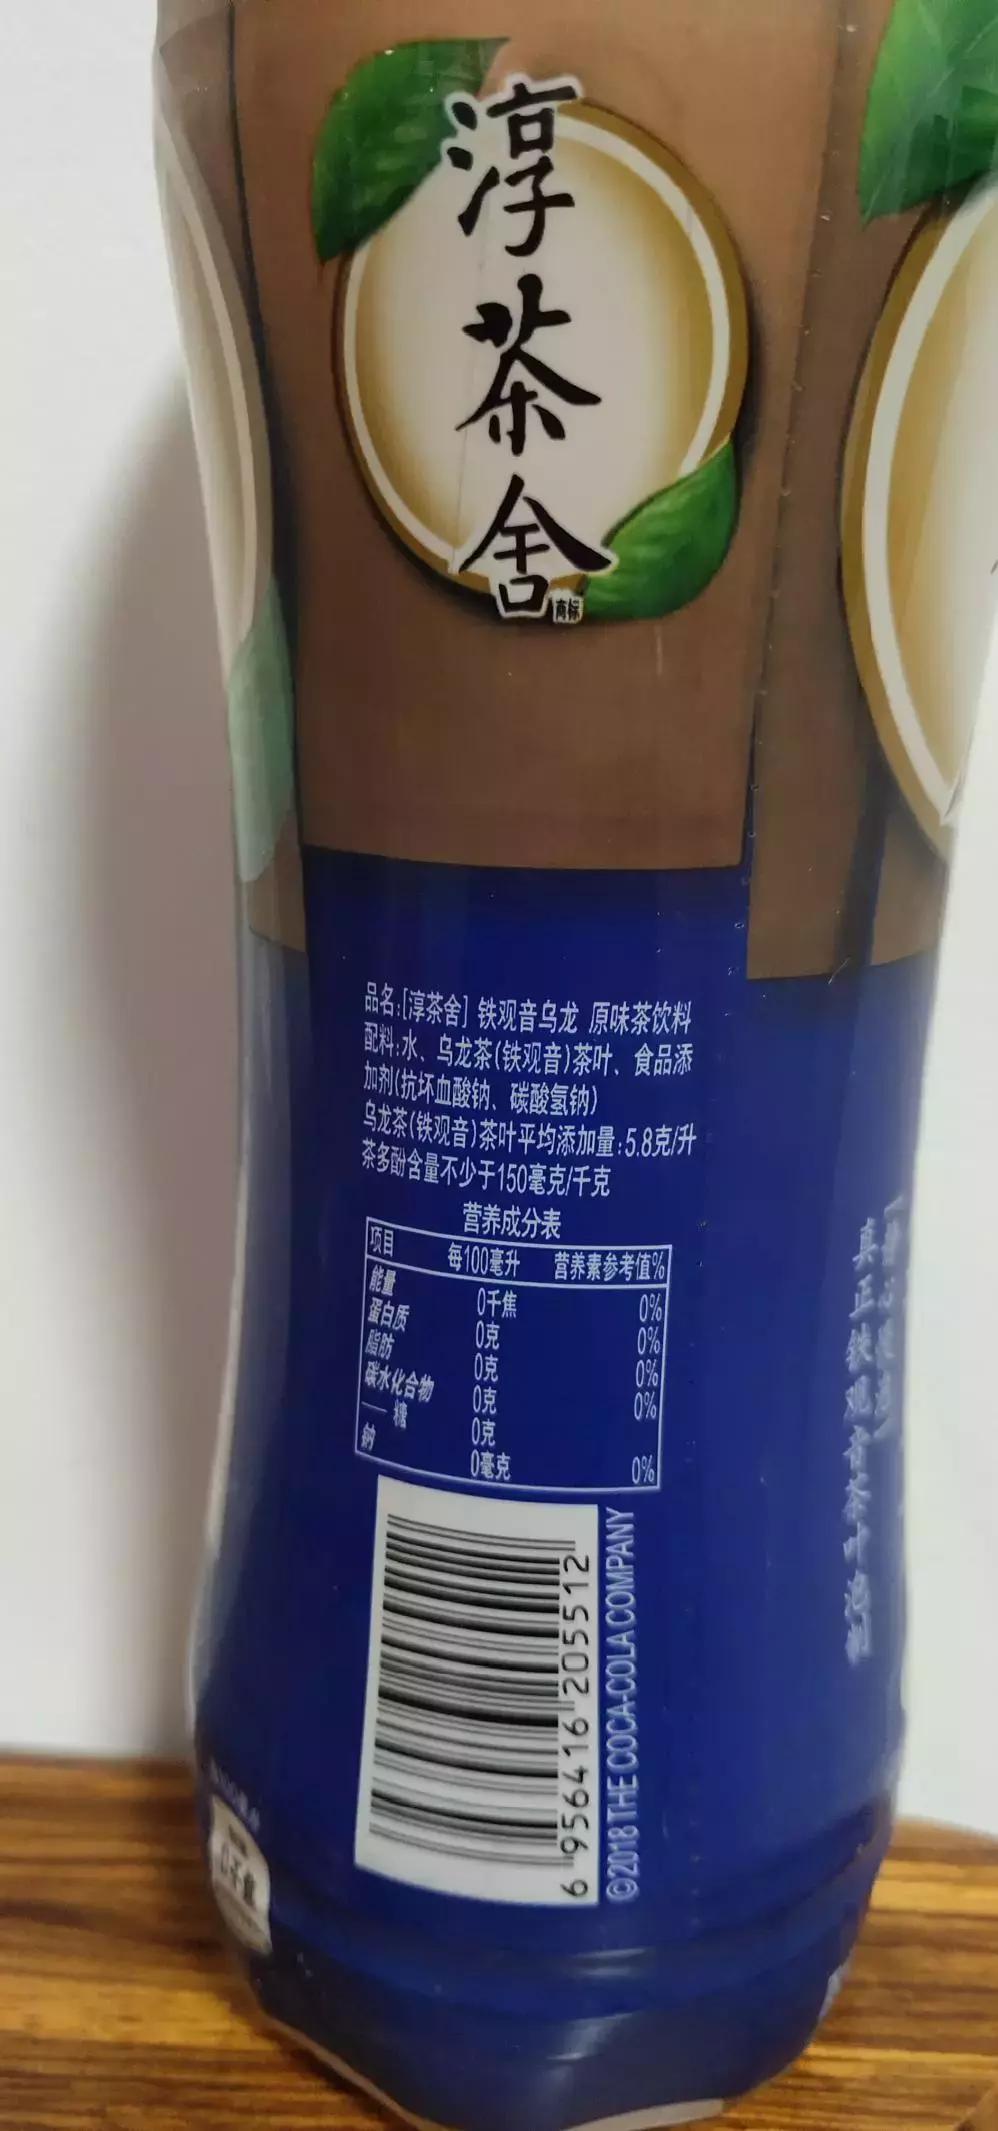 淳茶舍
商标
品名:[淳茶舍] 铁观音乌龙 原味茶饮料
配料:水、乌龙茶(铁观音)茶叶、食品添
加剂(抗坏血酸钠、碳酸氢钠)
乌龙茶(铁观音)茶叶平均添加量:5.8克/升
茶多酚含量不少于150毫克/千克
营养成分表
项目 每100毫升 营养素参考值%
能量 0千焦 0%
蛋白质 0克 0%
脂肪 0克 0%
碳水化合物 0克 0%
—糖 0克
钠 0毫克 0%
6 956416 205512
©2018 THE COCA-COLA COMPANY
真正铁观音茶叶泡制
0千焦